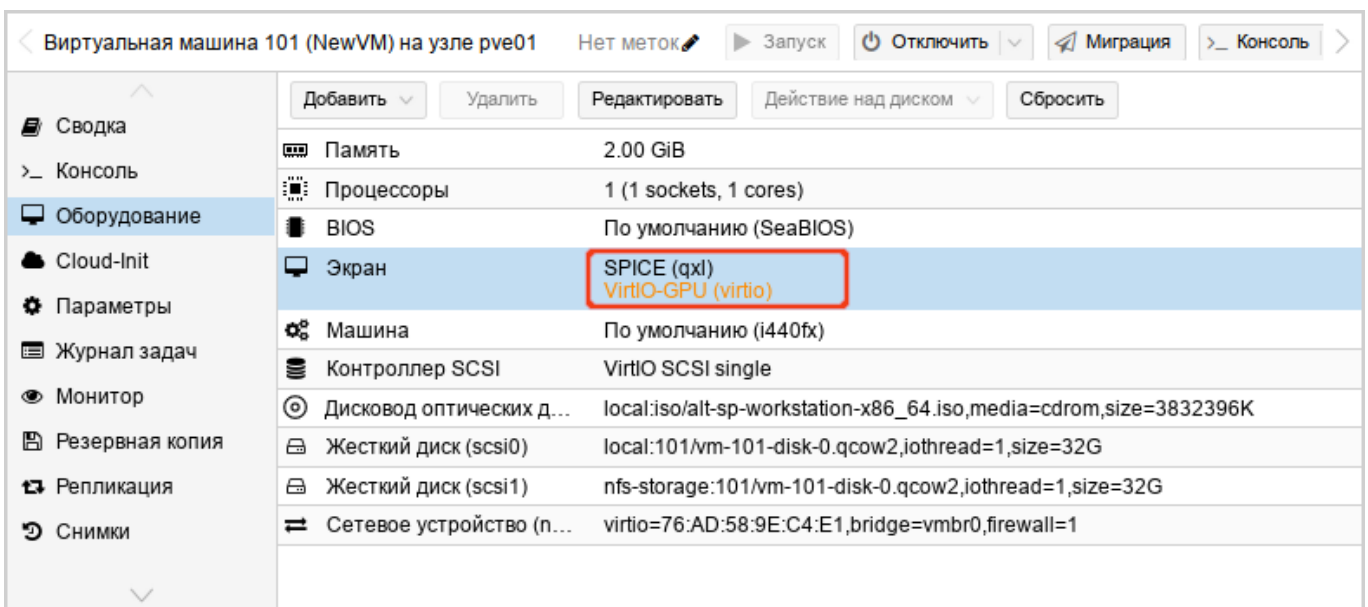 Виртуальная машина 101 (NewVM) на узле pve01 Нет меток Запуск Отключить Миграция >_ Консоль
Добавить Удалить Редактировать Действие над диском Сбросить
Сводка
>_ Консоль
Оборудование
Cloud-Init
Параметры
Журнал задач
Монитор
Резервная копия
Репликация
Снимки
Память 2.00 GiB
Процессоры 1 (1 sockets, 1 cores)
BIOS По умолчанию (SeaBIOS)
Экран SPICE (qxl)
VirtIO-GPU (virtio)
Машина По умолчанию (i440fx)
Контроллер SCSI VirtIO SCSI single
Дисковод оптических д... local:iso/alt-sp-workstation-x86_64.iso,media=cdrom,size=3832396K
Жесткий диск (scsi0) local:101/vm-101-disk-0.qcow2,iothread=1,size=32G
Жесткий диск (scsi1) nfs-storage:101/vm-101-disk-0.qcow2,iothread=1,size=32G
Сетевое устройство (n... virtio=76:AD:58:9E:C4:E1,bridge=vmbr0,firewall=1